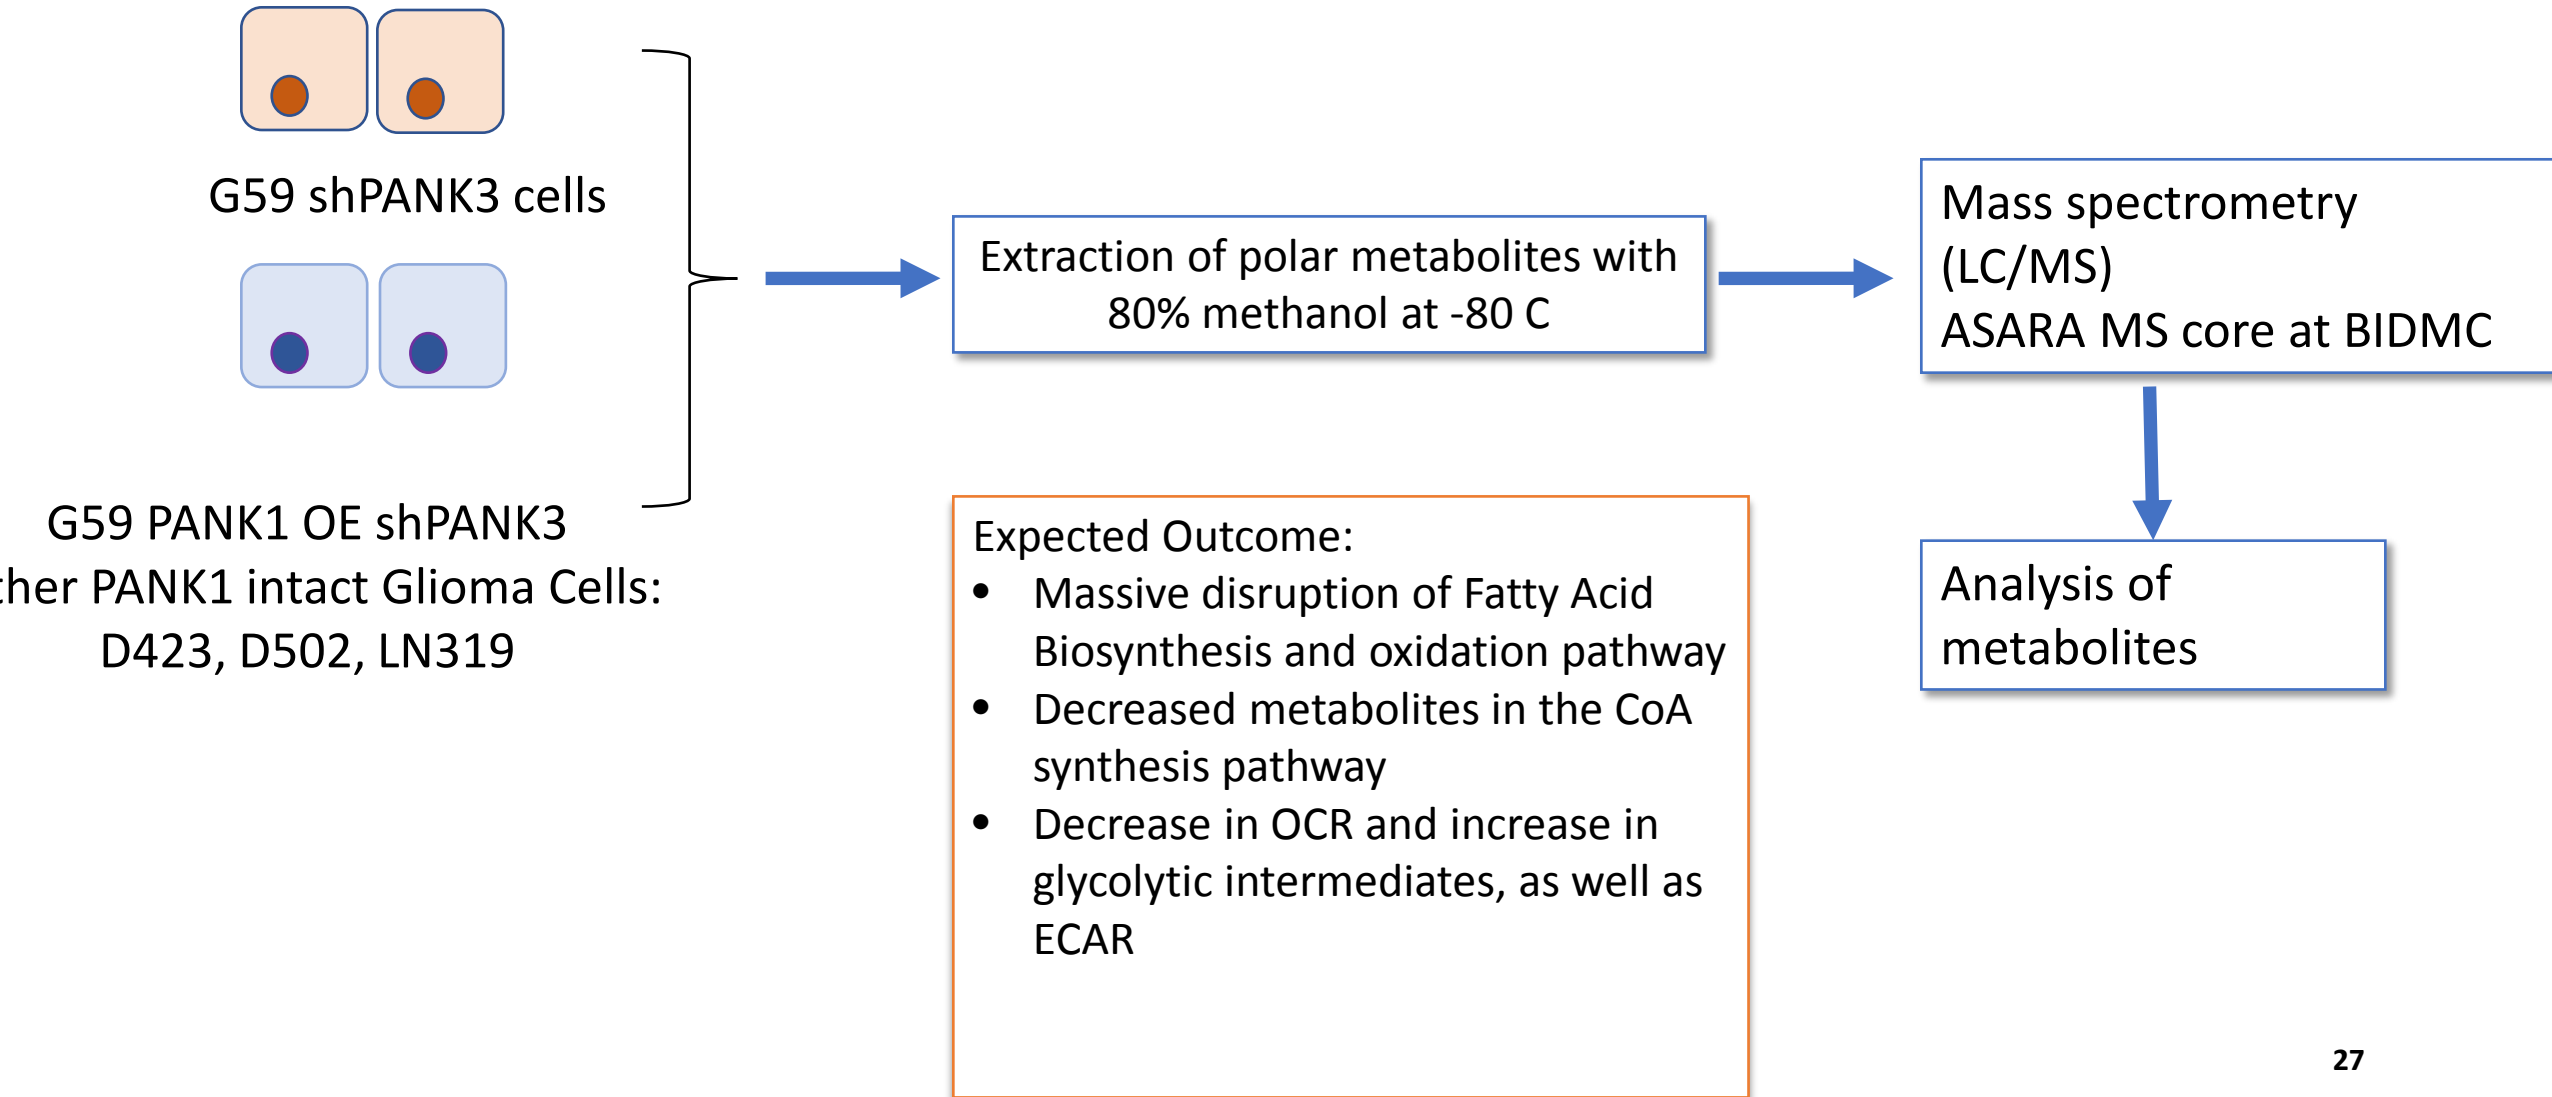 G59 shPANK3 cells
G59 PANK1 OE shPANK3
her PANK1 intact Glioma Cells:
D423, D502, LN319
Extraction of polar metabolites with
80% methanol at -80 C
Mass spectrometry
(LC/MS)
ASARA MS core at BIDMC
Analysis of
metabolites
Expected Outcome:
• Massive disruption of Fatty Acid
Biosynthesis and oxidation pathway
• Decreased metabolites in the CoA
synthesis pathway
• Decrease in OCR and increase in
glycolytic intermediates, as well as
ECAR
27